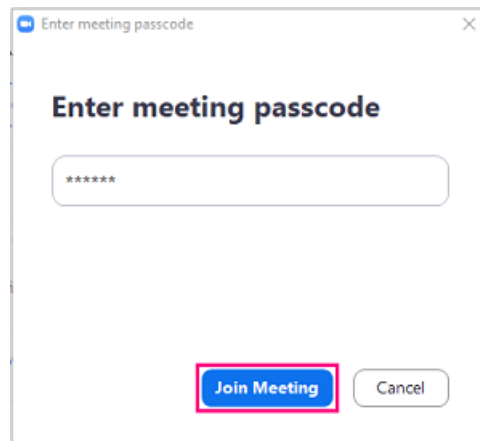 Enter meeting passcode
Enter meeting passcode
******
Join Meeting
Cancel